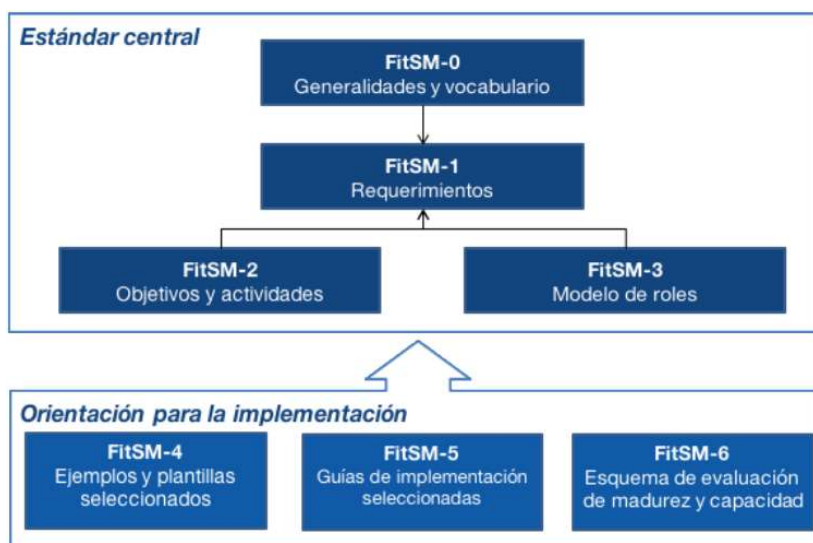 Estándar central
FitSM-0
Generalidades y vocabulario
FitSM-1
Requerimientos
FitSM-2
Objetivos y actividades
FitSM-3
Modelo de roles
Orientación para la implementación
FitSM-4
Ejemplos y plantillas
seleccionados
FitSM-5
Guías de implementación
seleccionadas
FitSM-6
Esquema de evaluación
de madurez y capacidad